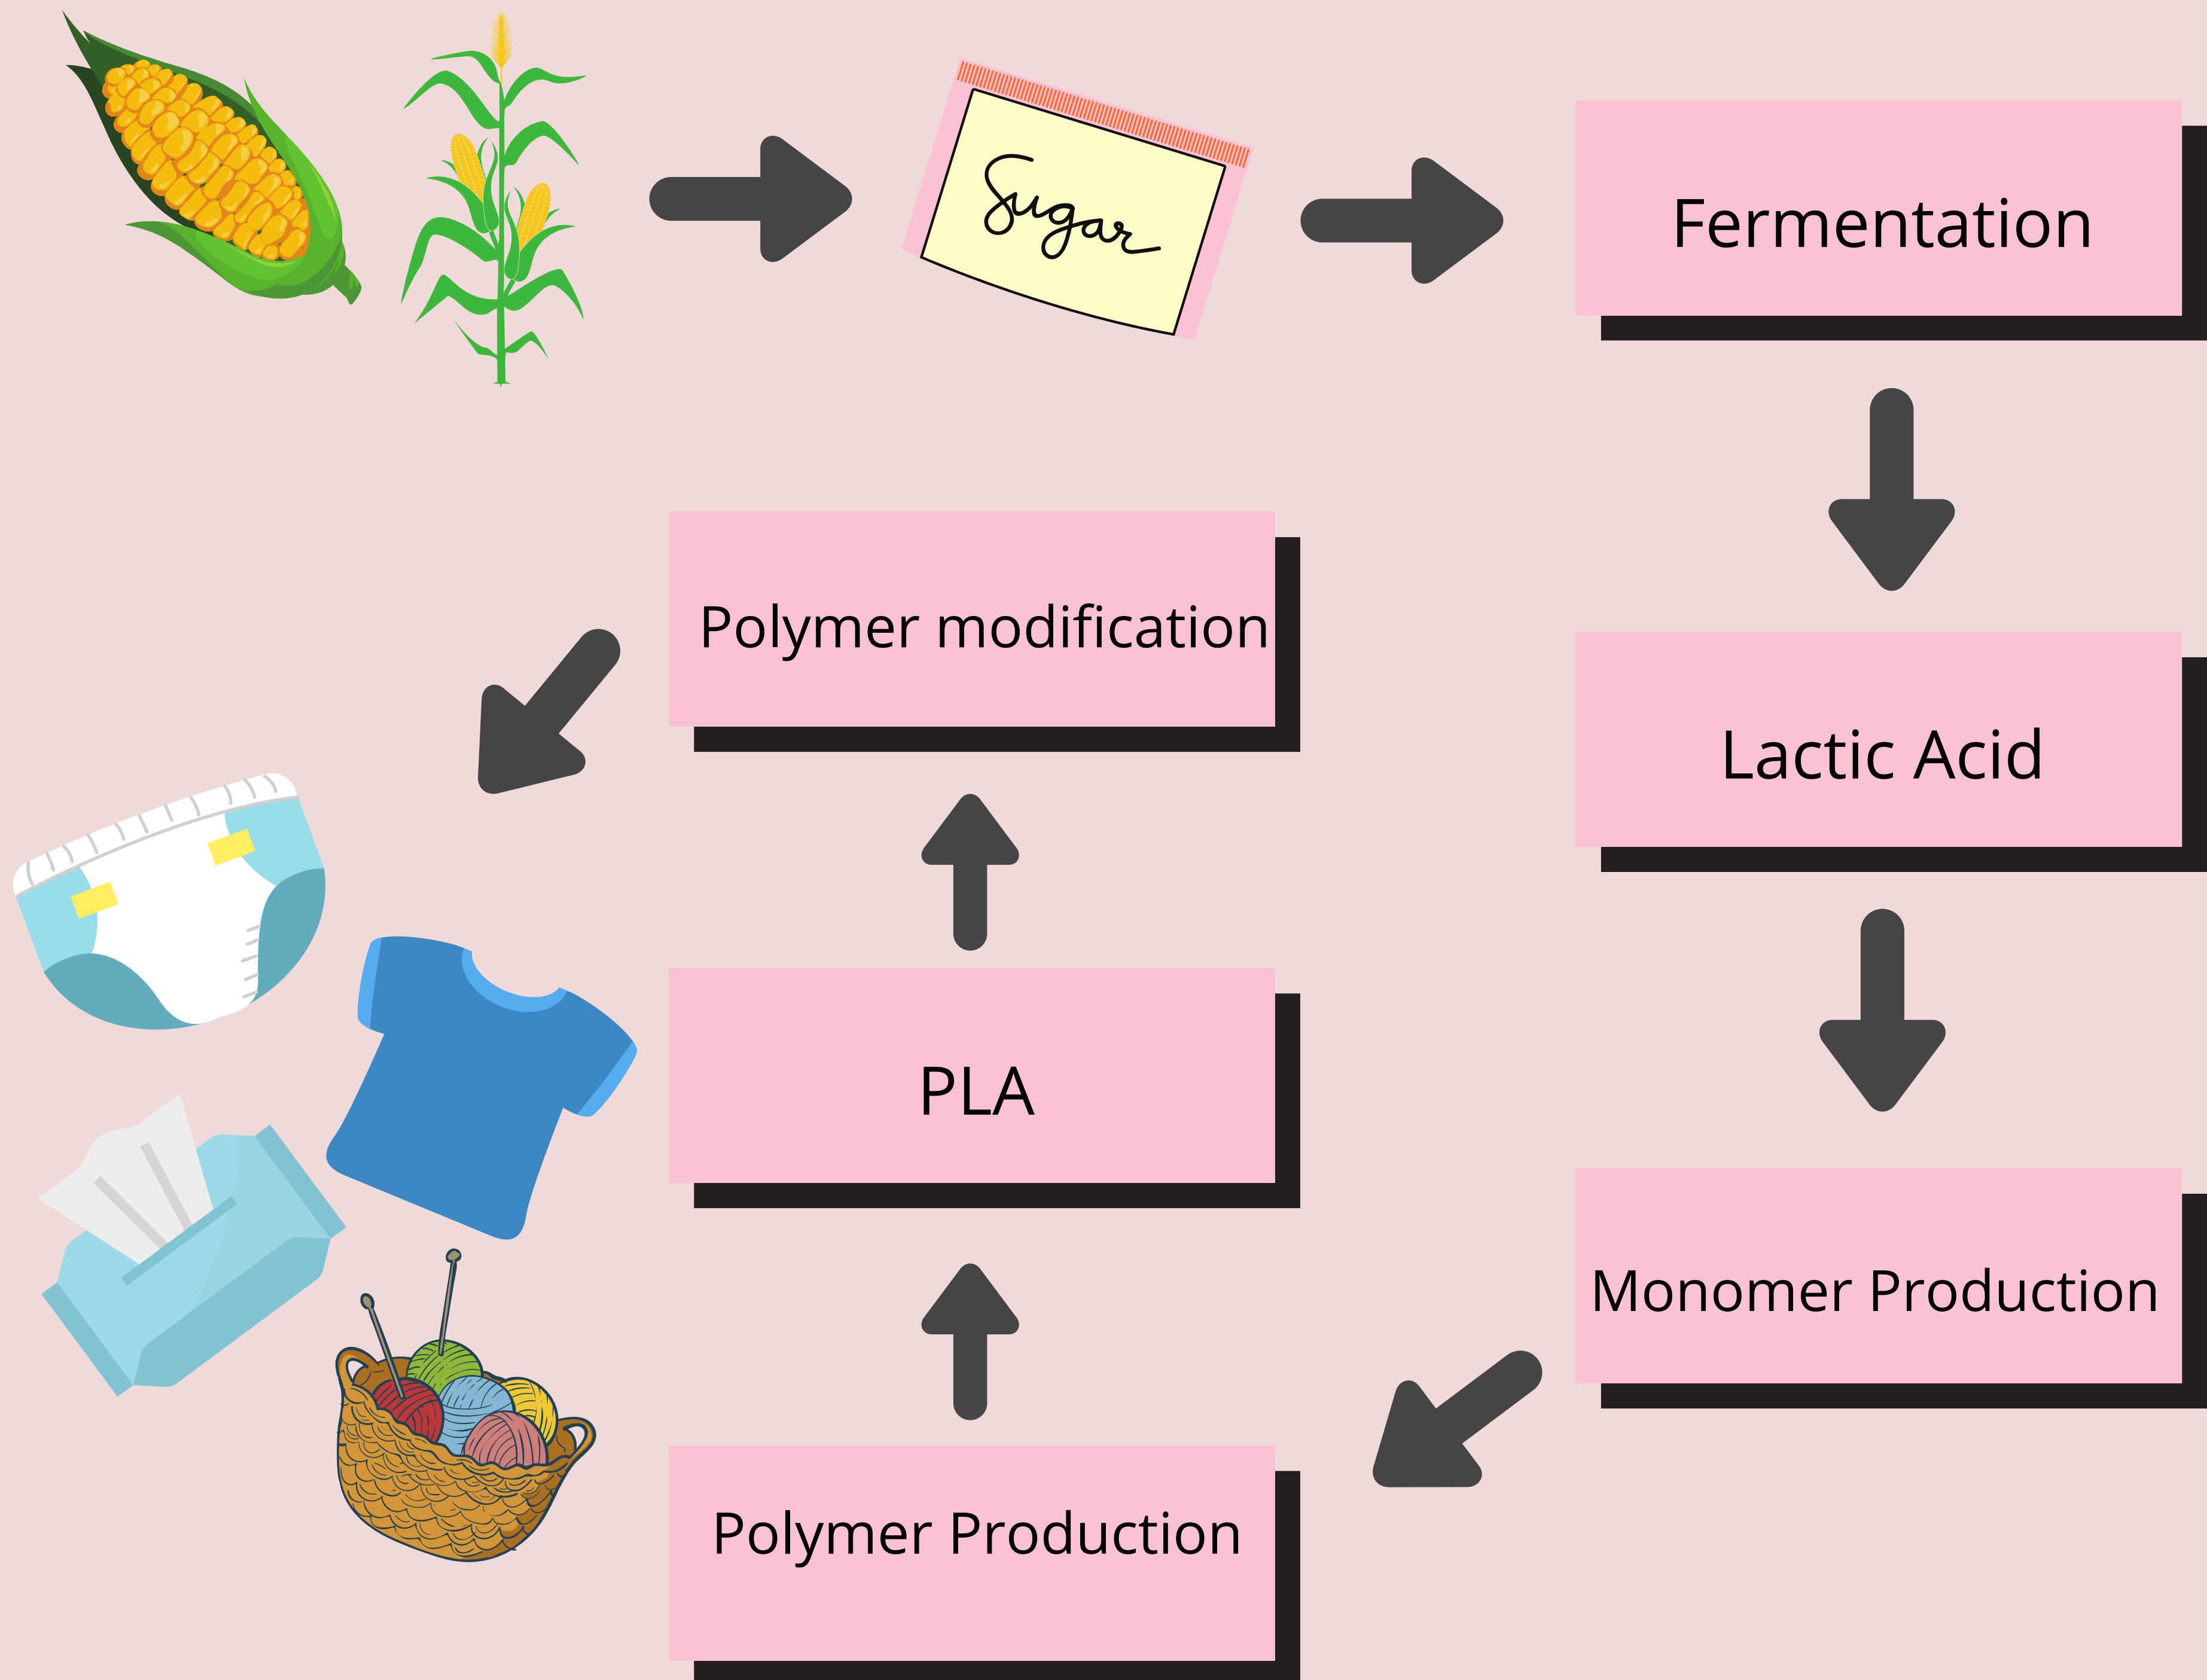 Sugar
Fermentation
Lactic Acid
Monomer Production
Polymer Production
PLA
Polymer modification